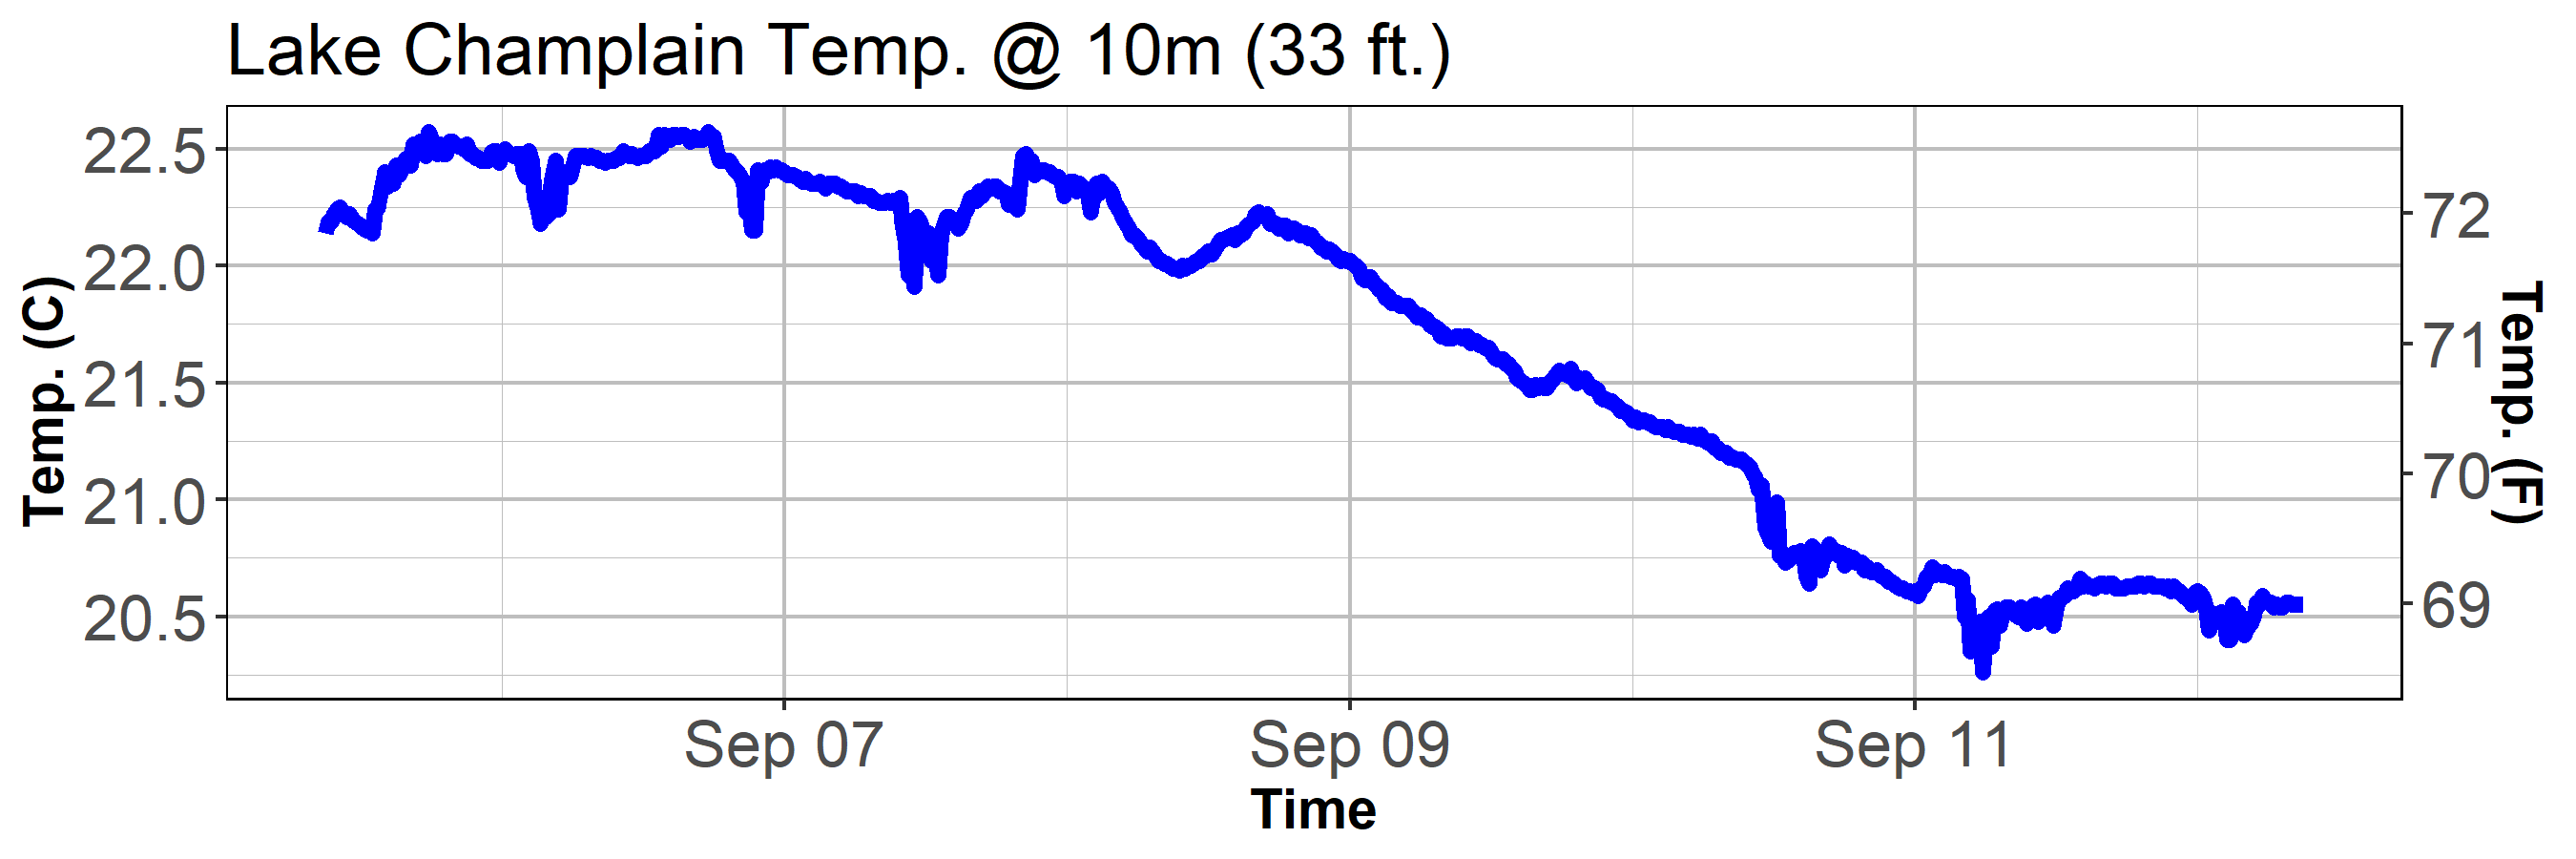 Lake Champlain Temp. @ 10m (33 ft.)
Temp. (C)
22.5
22.0
21.5
21.0
20.5
72
71
70
69
Temp. (F)
Sep 07
Sep 09
Sep 11
Time